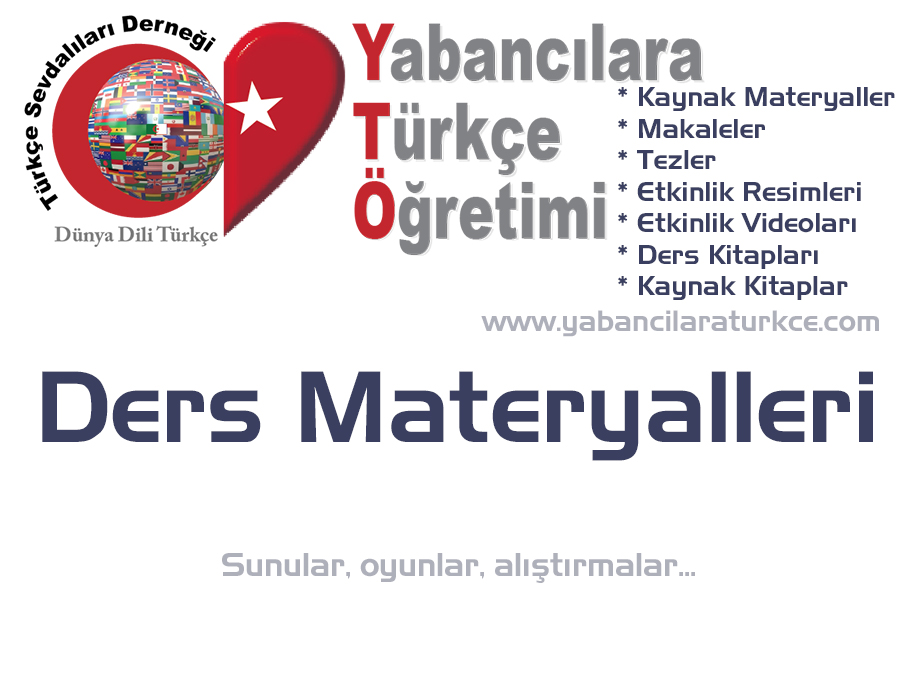 Türkçe Sevdalıları Derneği
Dünya Dili Türkçe
Yabancılara
Türkçe
Öğretimi
* Kaynak Materyaller
* Makaleler
* Tezler
* Etkinlik Resimleri
* Etkinlik Videoları
* Ders Kitapları
* Kaynak Kitaplar
www.yabancilaraturkce.com
Ders Materyalleri
Sunular, oyunlar, alıştırmalar...